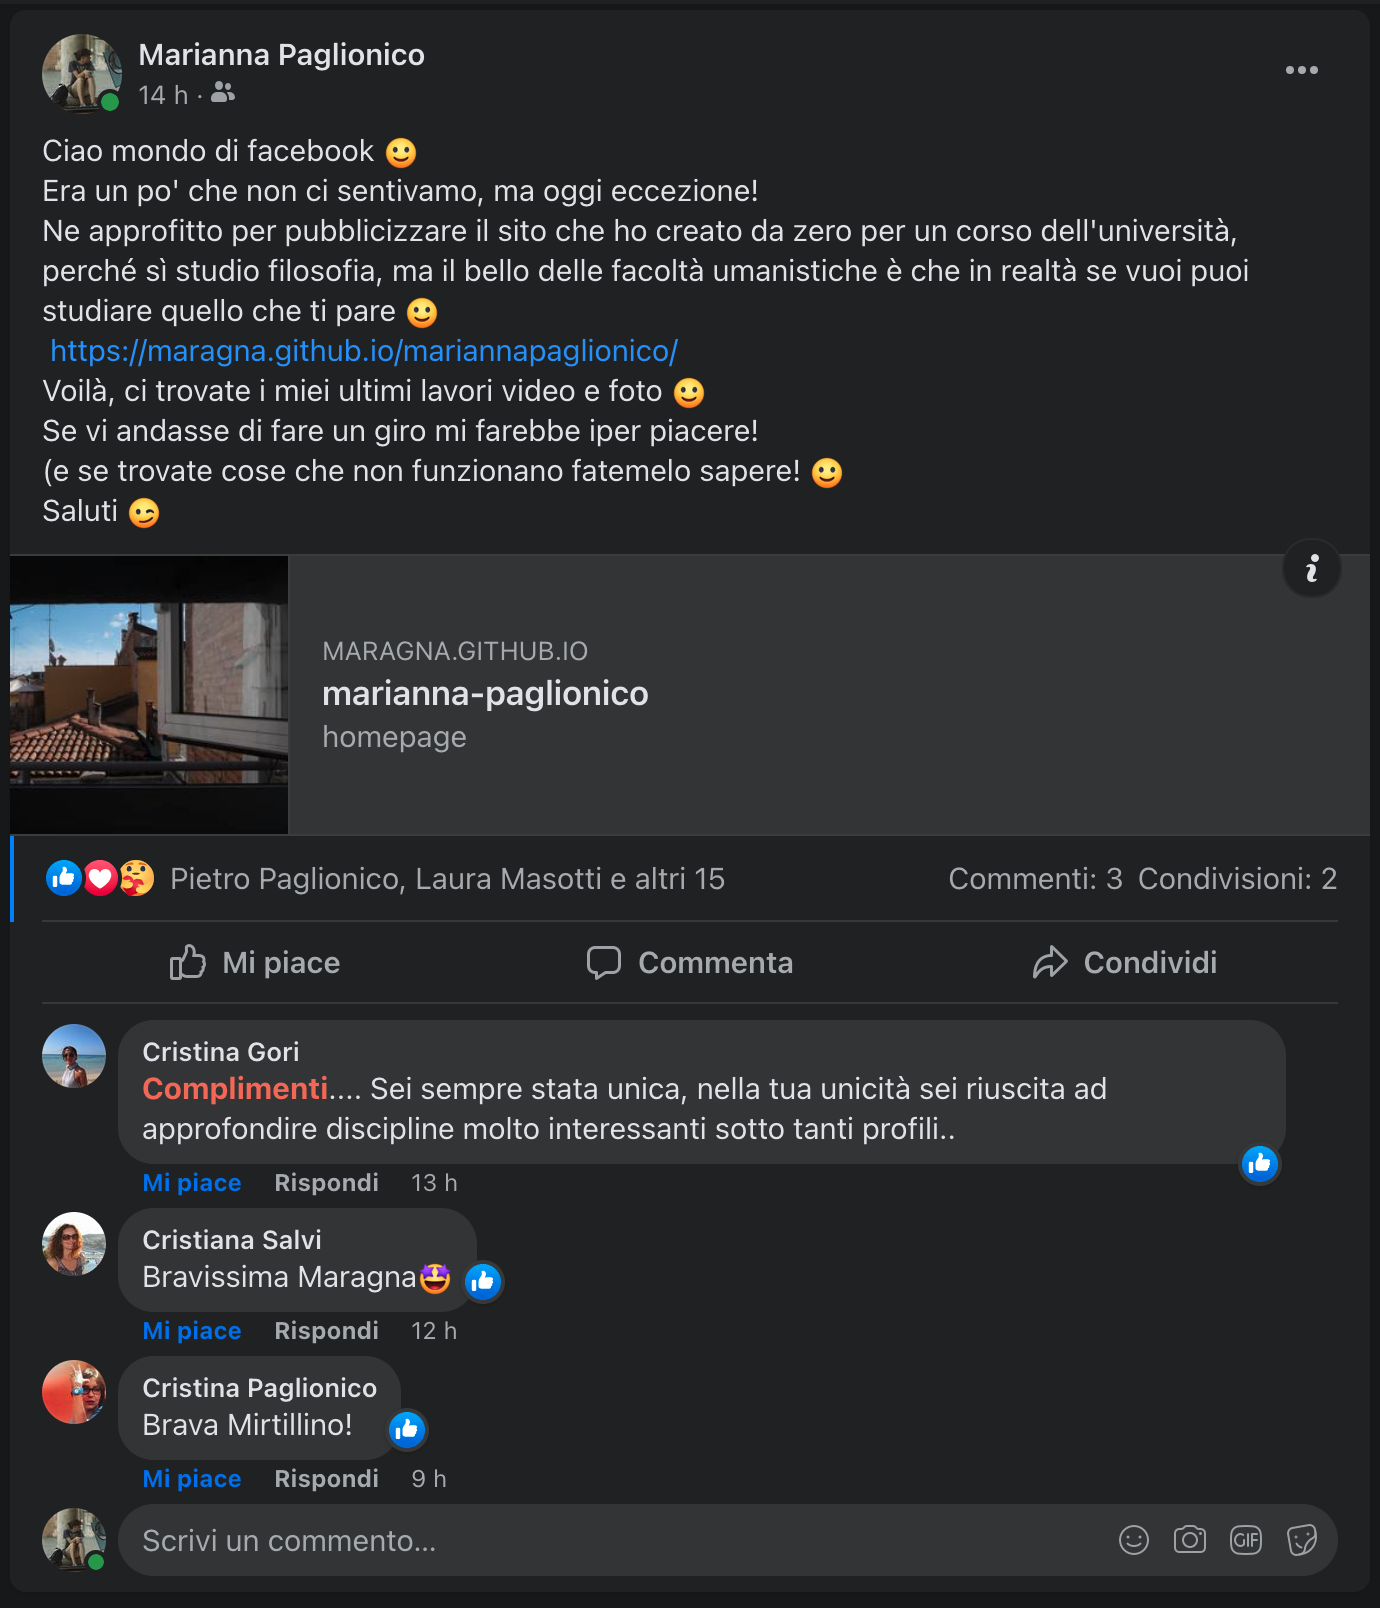 Marianna Paglionico
14 h ·
Ciao mondo di facebook 🙂
Era un po' che non ci sentivamo, ma oggi eccezione!
Ne approfitto per pubblicizzare il sito che ho creato da zero per un corso dell'università,
perché sì studio filosofia, ma il bello delle facoltà umanistiche è che in realtà se vuoi puoi
studiare quello che ti pare 🙂
https://maragna.github.io/mariannapaglionico/
Voilà, ci trovate i miei ultimi lavori video e foto 🙂
Se vi andasse di fare un giro mi farebbe iper piacere!
(e se trovate cose che non funzionano fatemelo sapere! 🙂
Saluti 😉
MARAGNA.GITHUB.IO
marianna-paglionico
homepage
Pietro Paglionico, Laura Masotti e altri 15 Commenti: 3 Condivisioni: 2
Mi piace Commenta Condividi
Cristina Gori
Complimenti.... Sei sempre stata unica, nella tua unicità sei riuscita ad
approfondire discipline molto interessanti sotto tanti profili..
Mi piace Rispondi 13 h
Cristiana Salvi
Bravissima Maragna🤩
Mi piace Rispondi 12 h
Cristina Paglionico
Brava Mirtillino!
Mi piace Rispondi 9 h
Scrivi un commento... GIF